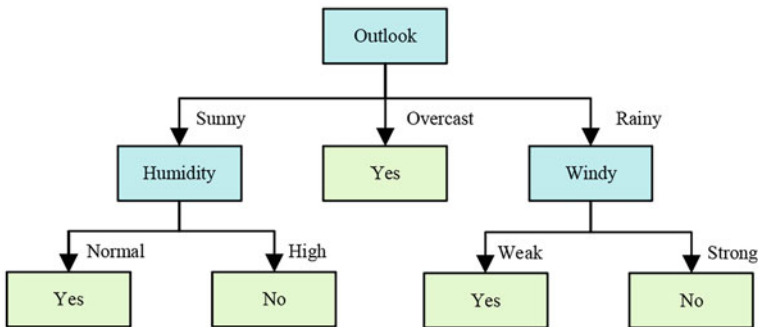 Outlook
Sunny
Overcast
Rainy
Humidity
Yes
Windy
Normal
High
Weak
Strong
Yes
No
Yes
No